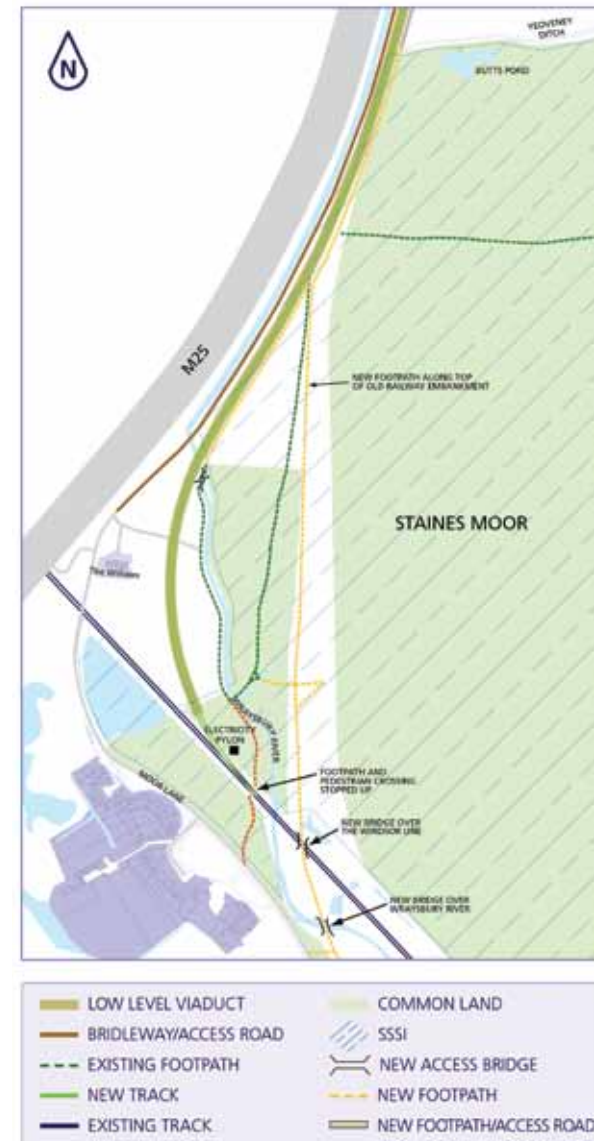 N
YEOVENEY
DITCH
BUTTS POND
M25
NEW FOOTPATH ALONG TOP
OF OLD RAILWAY EMBANKMENT
STAINES MOOR
WRAYSBURY RIVER
ELECTRICITY
PYLON
MOOR LANE
FOOTPATH AND
PEDESTRIAN CROSSING
STOPPED UP
NEW BRIDGE OVER
THE WINDSOR LINE
NEW BRIDGE OVER
WRAYSBURY RIVER
LOW LEVEL VIADUCT
BRIDLEWAY/ACCESS ROAD
EXISTING FOOTPATH
NEW TRACK
EXISTING TRACK
COMMON LAND
SSSI
NEW ACCESS BRIDGE
NEW FOOTPATH
NEW FOOTPATH/ACCESS ROAD